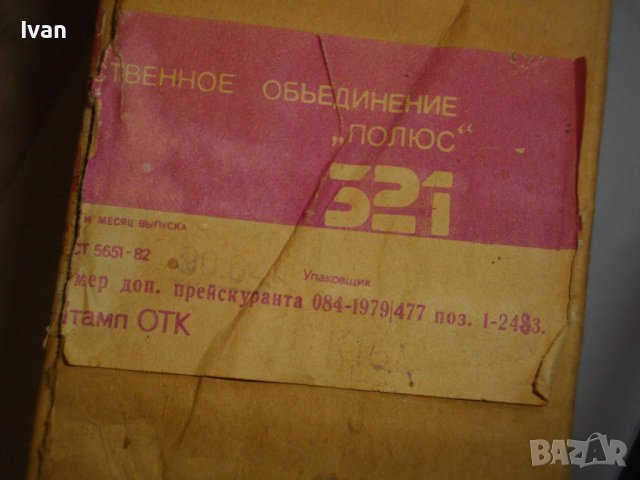 Ivan
СТВЕННОЕ ОБЪЕДИНЕНИЕ
„ПОЛЮС“
321
И МЕСЯЦ ВЫПУСКА
СТ 5651-82
Упаковщик
мер доп. прейскуранта 084-1979/477 поз. 1-2483.
тамп ОТК
BAZAR